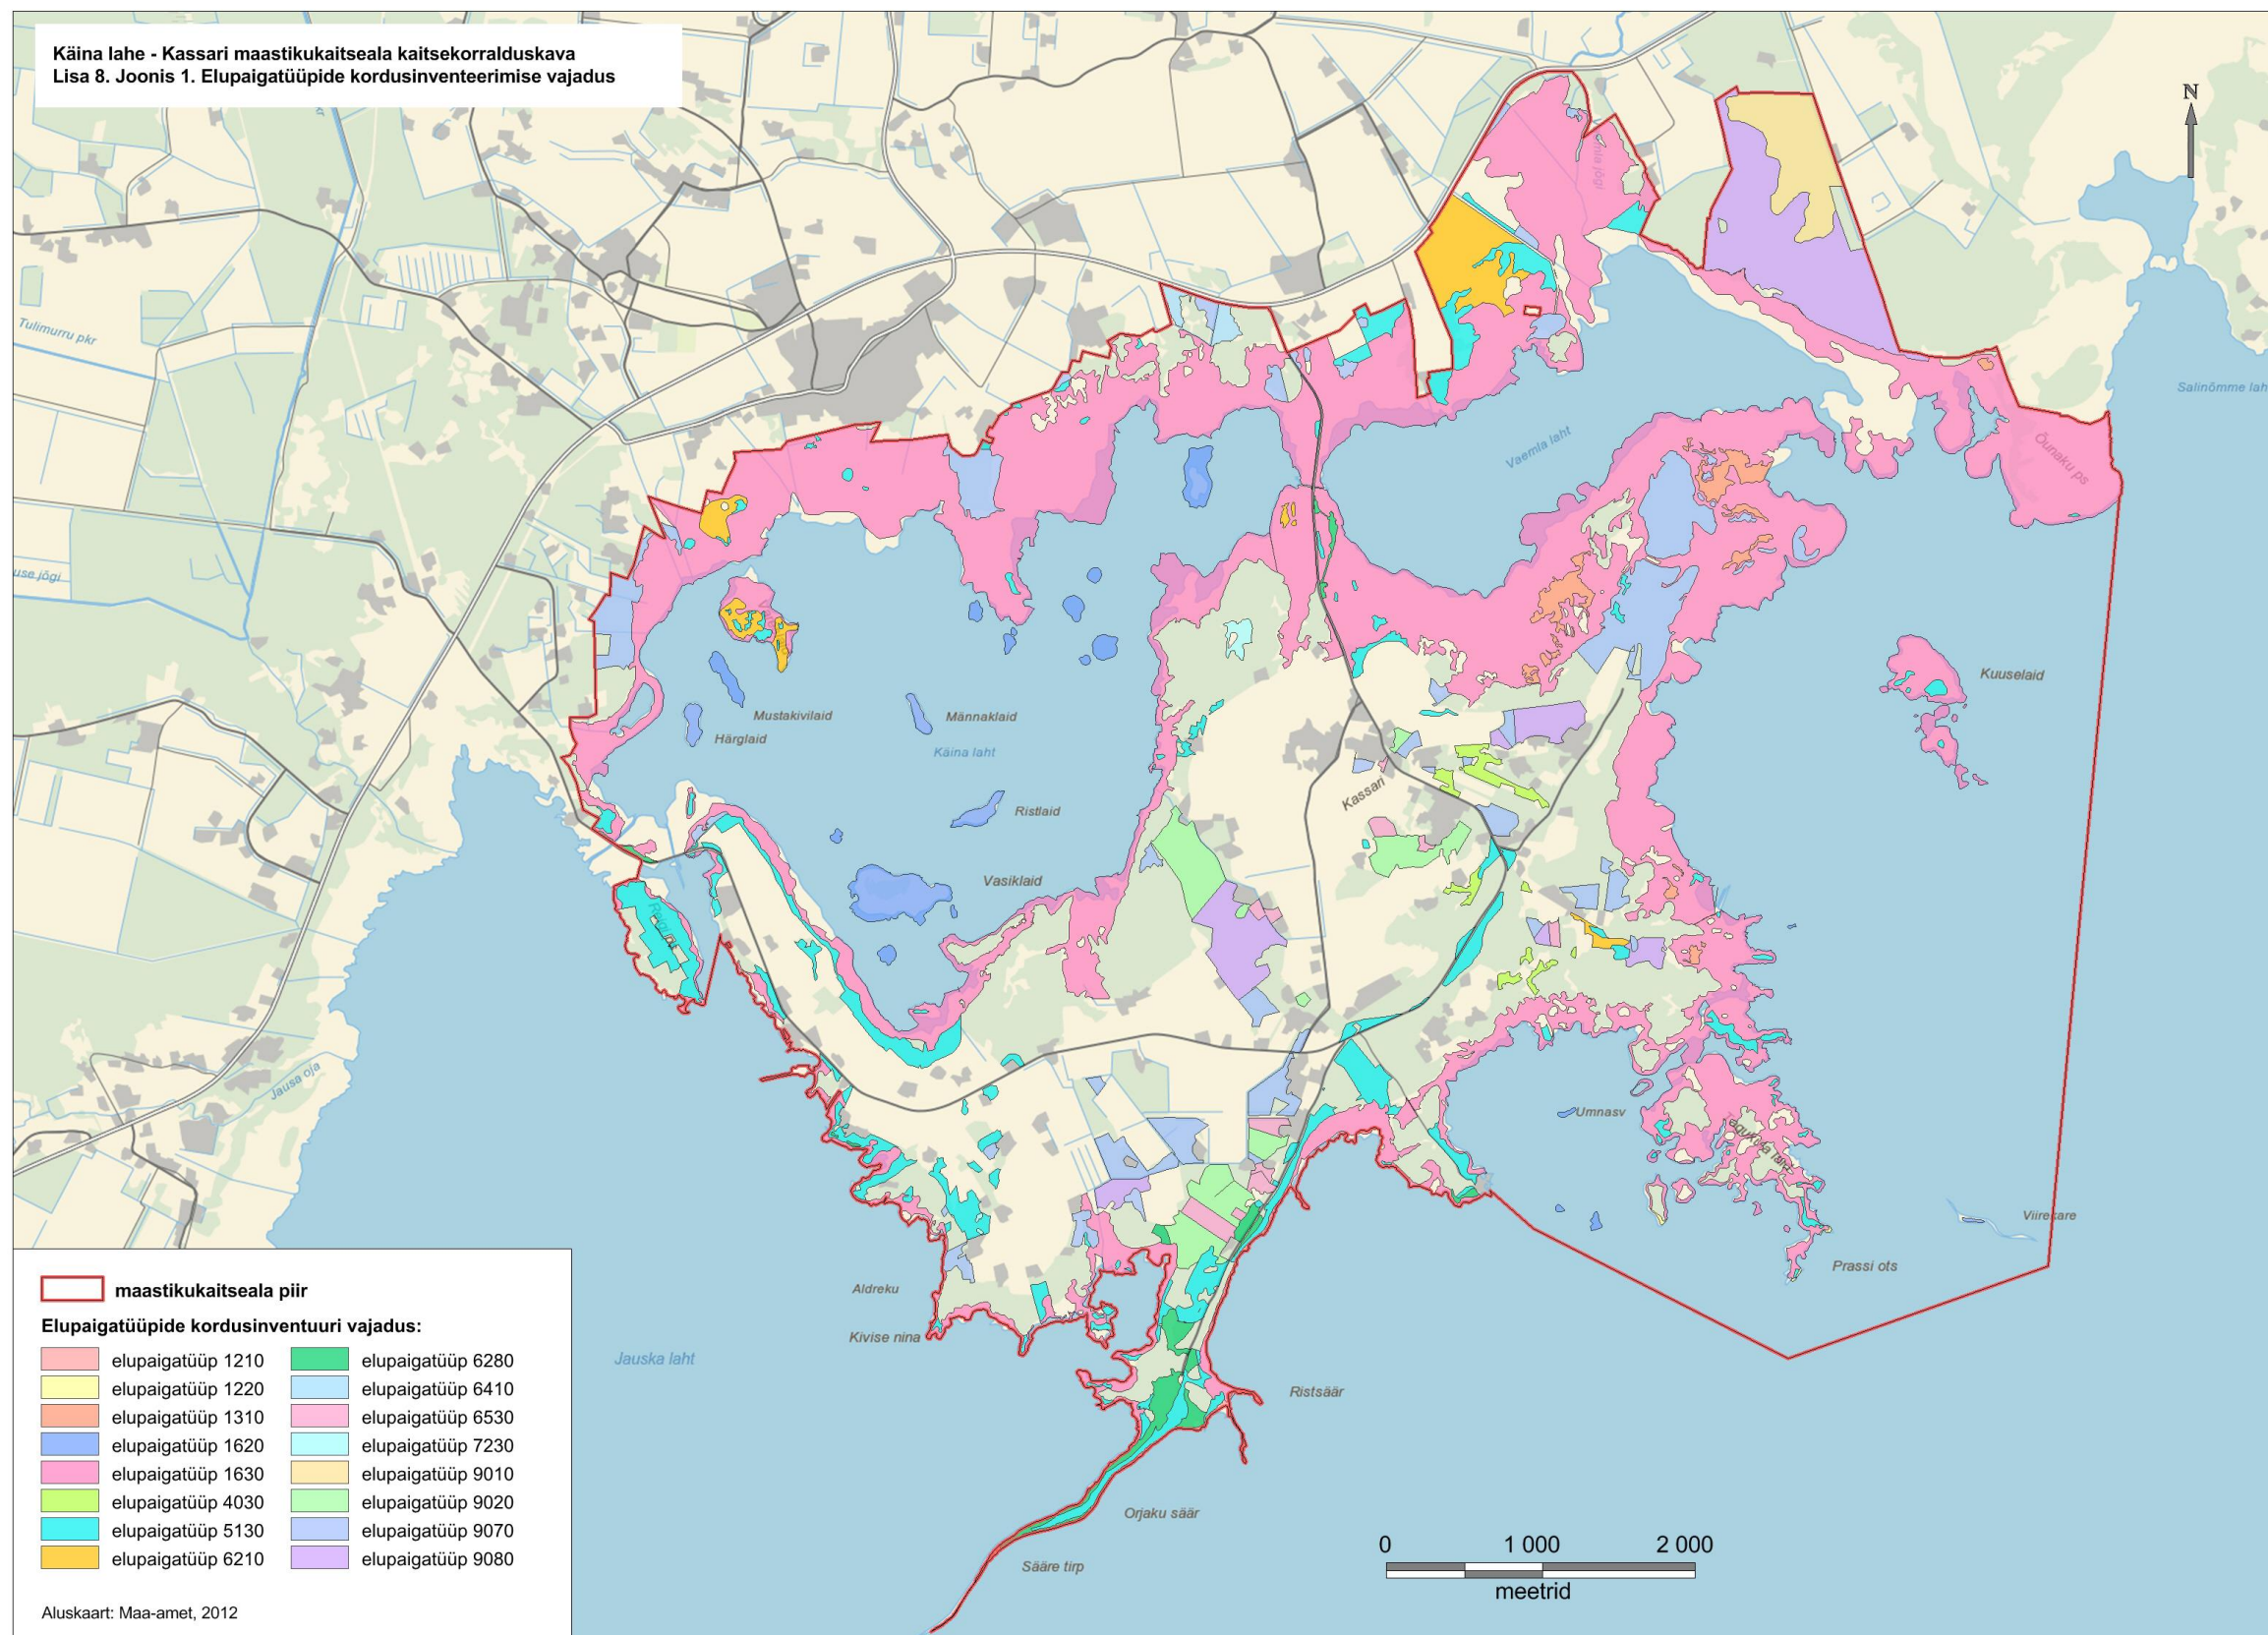 Käina lahe - Kassari maastikukaitseala kaitsekorralduskava
Lisa 8. Joonis 1. Elupaigatüüpide kordusinventeerimise vajadus
N
Tulimurru pkr
Salinõmme lah
Õunaku ps
Vaemla laht
use jõgi
Kuuselaid
Mustakivilaid
Männaklaid
Härglaid
Käina laht
Kassari
Ristlaid
Vasiklaid
Jausa oja
Umnasv
Viirekare
Prassi ots
Aldreku
Kivise nina
Jauska laht
Ristsäär
Orjaku säär
Sääre tirp
maastikukaitseala piir
Elupaigatüüpide kordusinventuuri vajadus:
elupaigatüüp 1210
elupaigatüüp 1220
elupaigatüüp 1310
elupaigatüüp 1620
elupaigatüüp 1630
elupaigatüüp 4030
elupaigatüüp 5130
elupaigatüüp 6210
elupaigatüüp 6280
elupaigatüüp 6410
elupaigatüüp 6530
elupaigatüüp 7230
elupaigatüüp 9010
elupaigatüüp 9020
elupaigatüüp 9070
elupaigatüüp 9080
Aluskaart: Maa-amet, 2012
0 1 000 2 000
meetrid